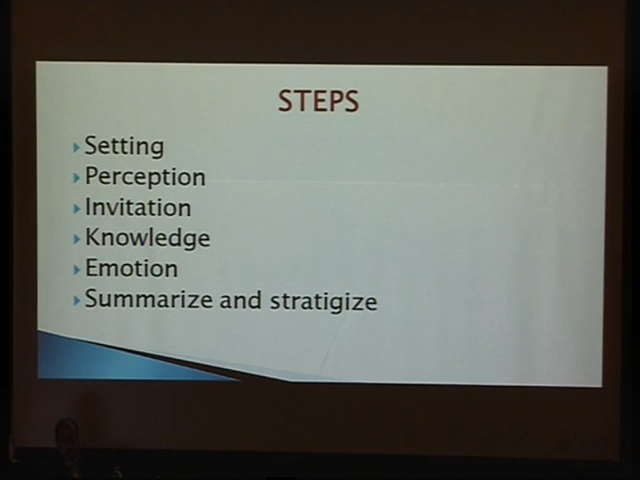 STEPS
Setting
Perception
Invitation
Knowledge
Emotion
Summarize and stratigize